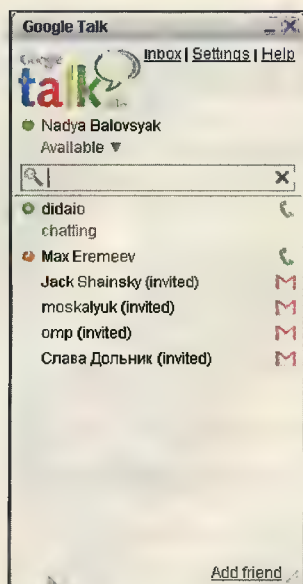 Google Talk
Inbox | Settings | Help
Google
talk
Nadya Balovsyak
Available
didaio
chatting
Max Eremeev
Jack Shainsky (invited)
moskalyuk (invited)
omp (invited)
Слава Дольник (invited)
Add friend